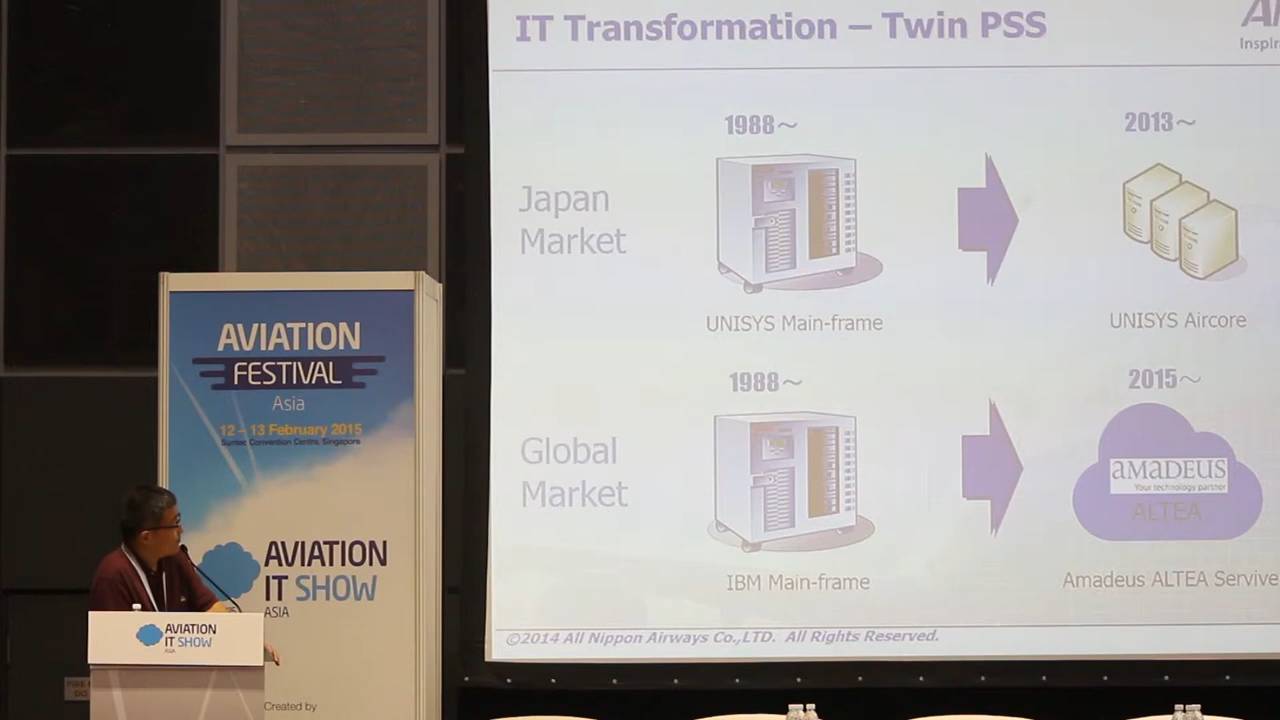 IT Transformation – Twin PSS
Inspir
1988～
2013～
Japan
Market
UNISYS Main-frame
UNISYS Aircore
1988～
2015～
Global
Market
amadeus
Your technology partner
ALTEA
IBM Main-frame
Amadeus ALTEA Servive
©2014 All Nippon Airways Co.,LTD. All Rights Reserved.
AVIATION
FESTIVAL
Asia
12 – 13 February 2015
Suntec Convention Centre, Singapore
AVIATION
IT SHOW
ASIA
Created by
AVIATION
IT SHOW
ASIA